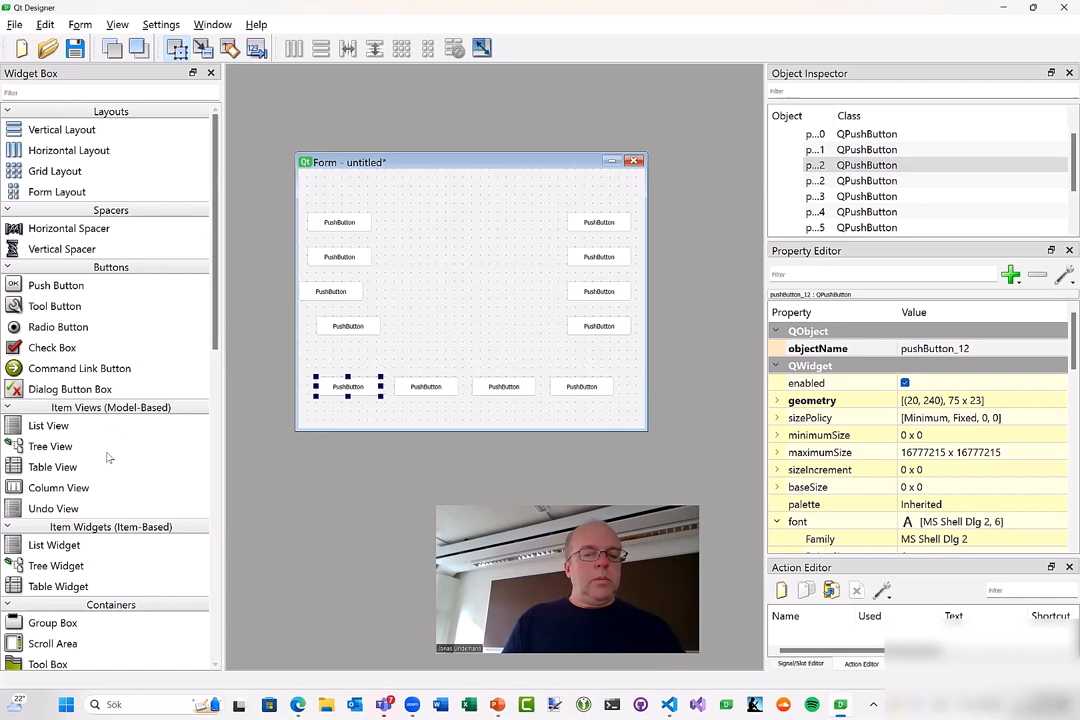 Qt Designer
File Edit Form View Settings Window Help
Widget Box
Filter
Layouts
Vertical Layout
Horizontal Layout
Grid Layout
Form Layout
Spacers
Horizontal Spacer
Vertical Spacer
Buttons
OK Push Button
Tool Button
Radio Button
Check Box
Command Link Button
Dialog Button Box
Item Views (Model-Based)
List View
Tree View
Table View
Column View
Undo View
Item Widgets (Item-Based)
List Widget
Tree Widget
Table Widget
Containers
Group Box
Scroll Area
Tool Box
Qt Form - untitled*
PushButton PushButton
PushButton PushButton
PushButton PushButton
PushButton PushButton
PushButton PushButton PushButton PushButton
Jonas Lindemann
Object Inspector
Filter
Object Class
p...0 QPushButton
p...1 QPushButton
p...2 QPushButton
p...2 QPushButton
p...3 QPushButton
p...4 QPushButton
p...5 QPushButton
Property Editor
Filter
pushButton_12 : QPushButton
Property Value
QObject
objectName pushButton_12
QWidget
enabled
geometry [(20, 240), 75 x 23]
sizePolicy [Minimum, Fixed, 0, 0]
minimumSize 0 x 0
maximumSize 16777215 x 16777215
sizeIncrement 0 x 0
baseSize 0 x 0
palette Inherited
font A [MS Shell Dlg 2, 6]
Family MS Shell Dlg 2
Action Editor
Filter
Name Used Text Shortcut
Signal/Slot Editor Action Editor
22°
Sök
7